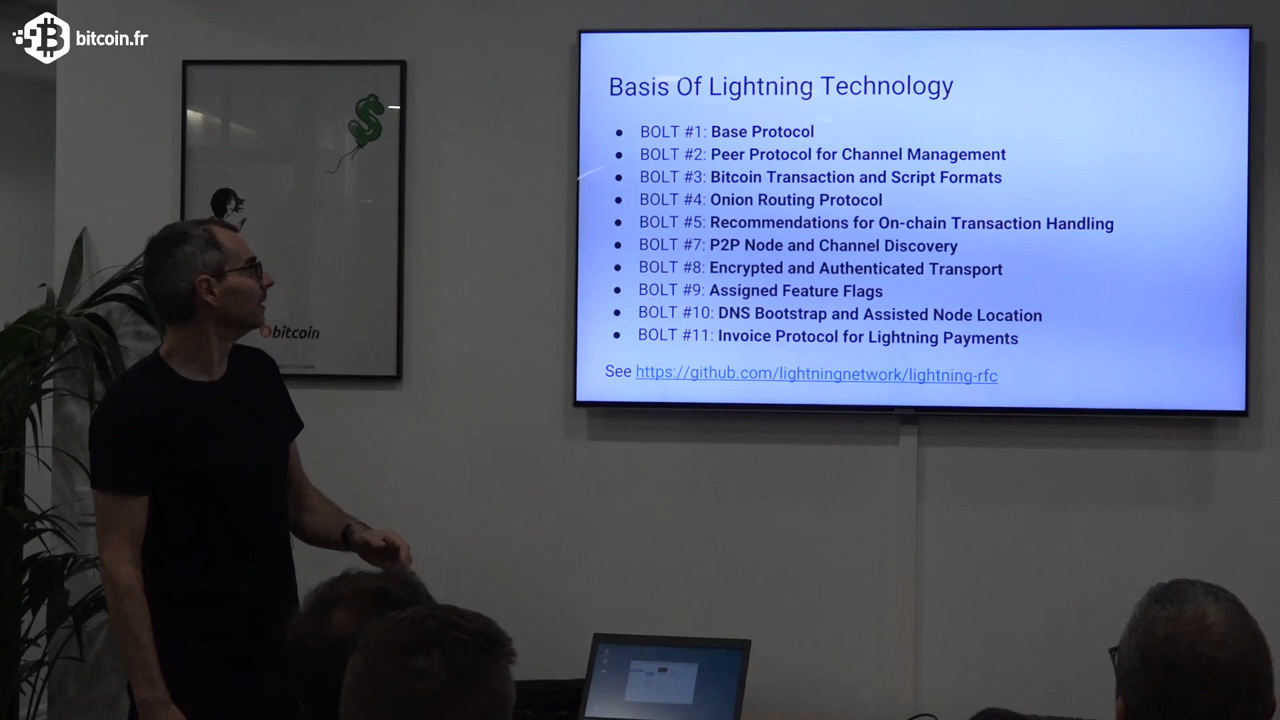 bitcoin.fr
Basis Of Lightning Technology
● BOLT #1: Base Protocol
● BOLT #2: Peer Protocol for Channel Management
● BOLT #3: Bitcoin Transaction and Script Formats
● BOLT #4: Onion Routing Protocol
● BOLT #5: Recommendations for On-chain Transaction Handling
● BOLT #7: P2P Node and Channel Discovery
● BOLT #8: Encrypted and Authenticated Transport
● BOLT #9: Assigned Feature Flags
● BOLT #10: DNS Bootstrap and Assisted Node Location
● BOLT #11: Invoice Protocol for Lightning Payments
See https://github.com/lightningnetwork/lightning-rfc
bitcoin